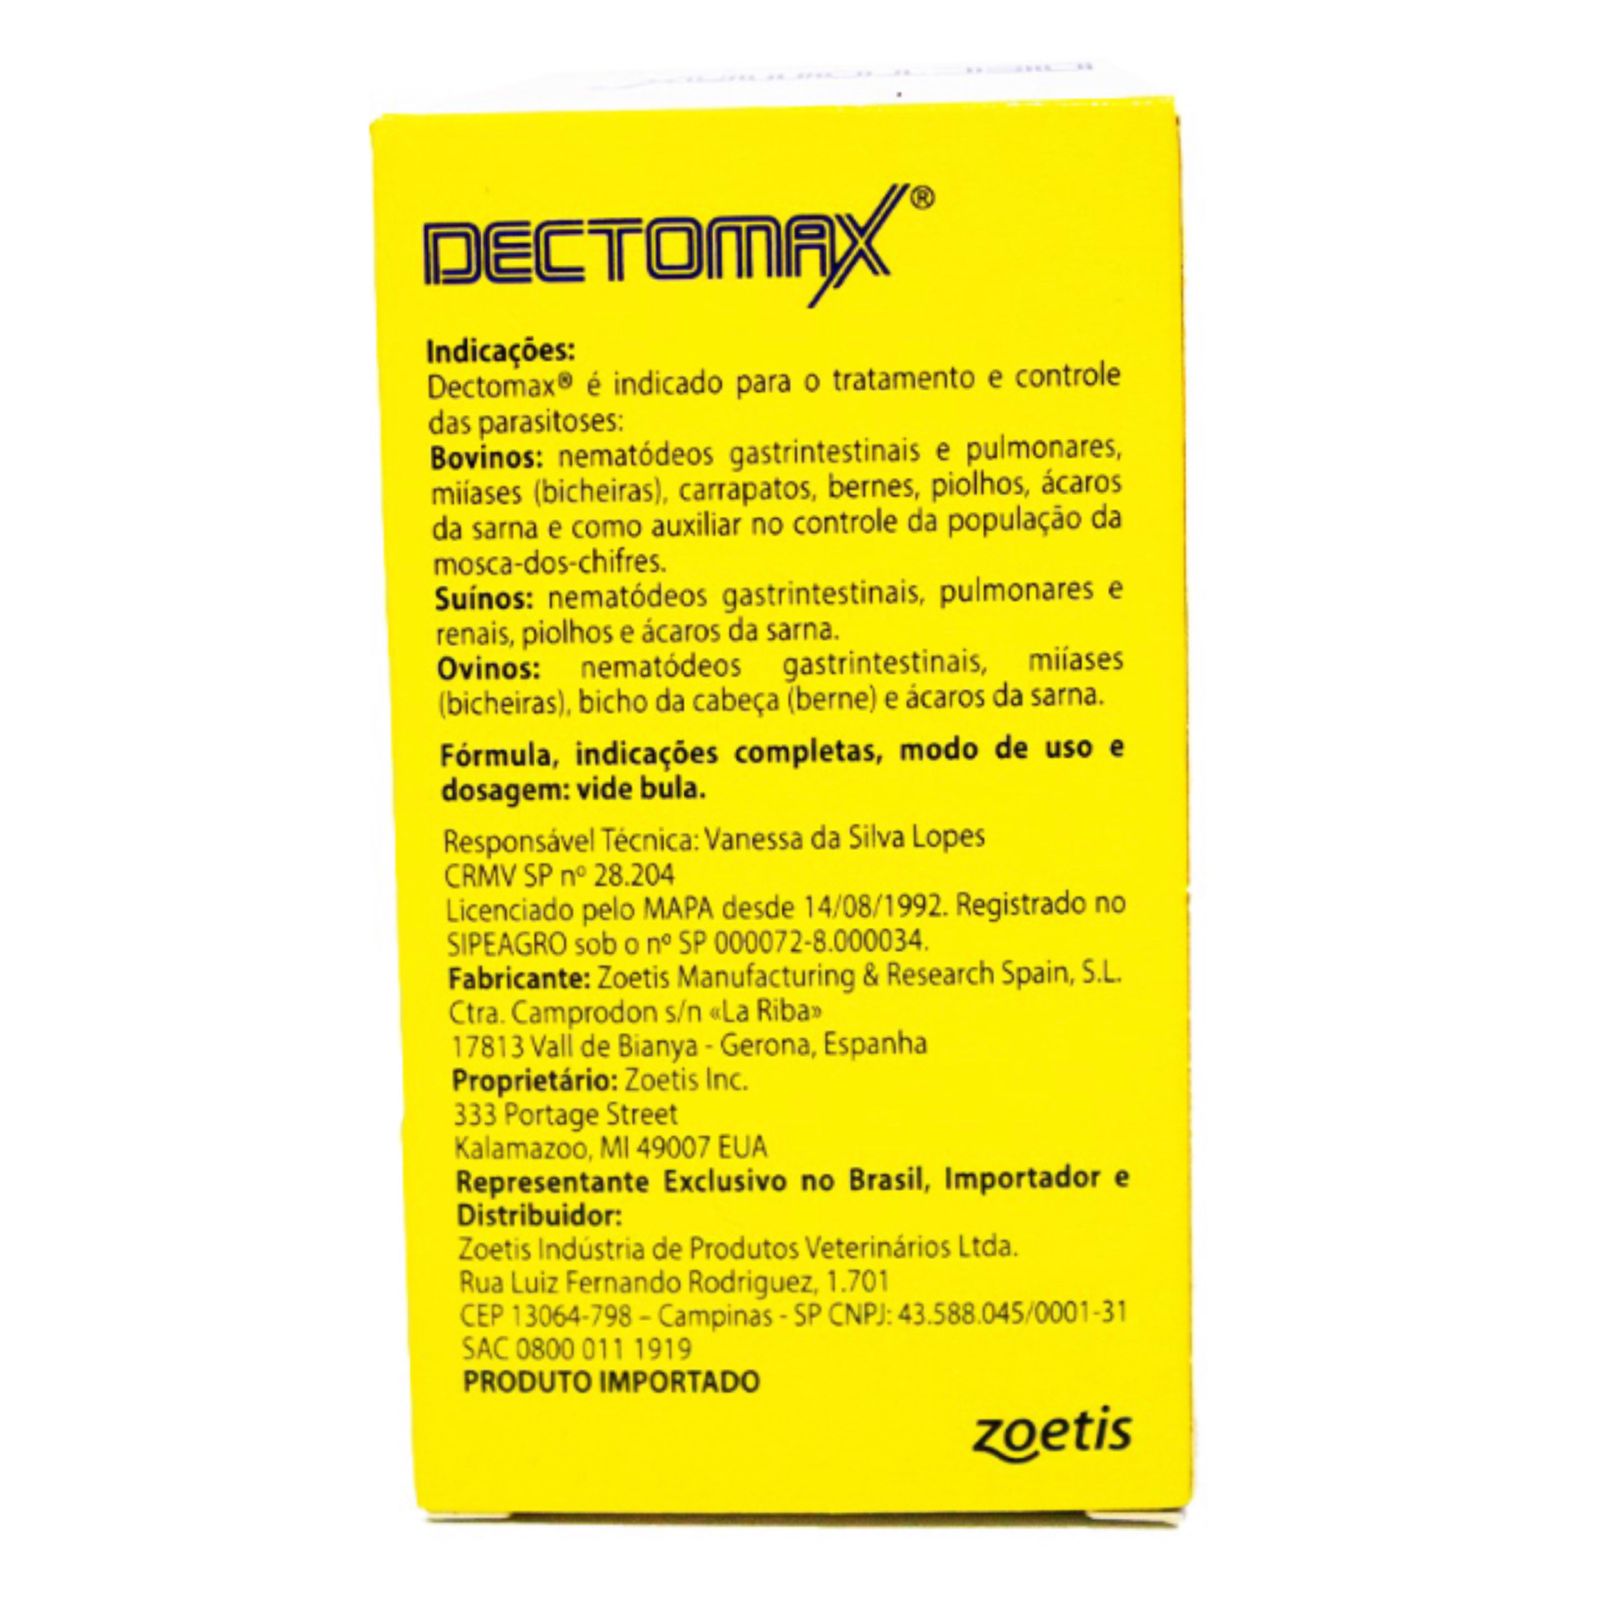 DECTOMAX®
Indicações:
Dectomax® é indicado para o tratamento e controle
das parasitoses:
Bovinos: nematódeos gastrintestinais e pulmonares,
miíases (bicheiras), carrapatos, bernes, piolhos, ácaros
da sarna e como auxiliar no controle da população da
mosca-dos-chifres.
Suínos: nematódeos gastrintestinais, pulmonares e
renais, piolhos e ácaros da sarna.
Ovinos: nematódeos gastrintestinais, miíases
(bicheiras), bicho da cabeça (berne) e ácaros da sarna.
Fórmula, indicações completas, modo de uso e
dosagem: vide bula.
Responsável Técnica: Vanessa da Silva Lopes
CRMV SP nº 28.204
Licenciado pelo MAPA desde 14/08/1992. Registrado no
SIPEAGRO sob o nº SP 000072-8.000034.
Fabricante: Zoetis Manufacturing & Research Spain, S.L.
Ctra. Camprodon s/n «La Riba»
17813 Vall de Bianya - Gerona, Espanha
Proprietário: Zoetis Inc.
333 Portage Street
Kalamazoo, MI 49007 EUA
Representante Exclusivo no Brasil, Importador e
Distribuidor:
Zoetis Indústria de Produtos Veterinários Ltda.
Rua Luiz Fernando Rodriguez, 1.701
CEP 13064-798 – Campinas - SP CNPJ: 43.588.045/0001-31
SAC 0800 011 1919
PRODUTO IMPORTADO
zoetis